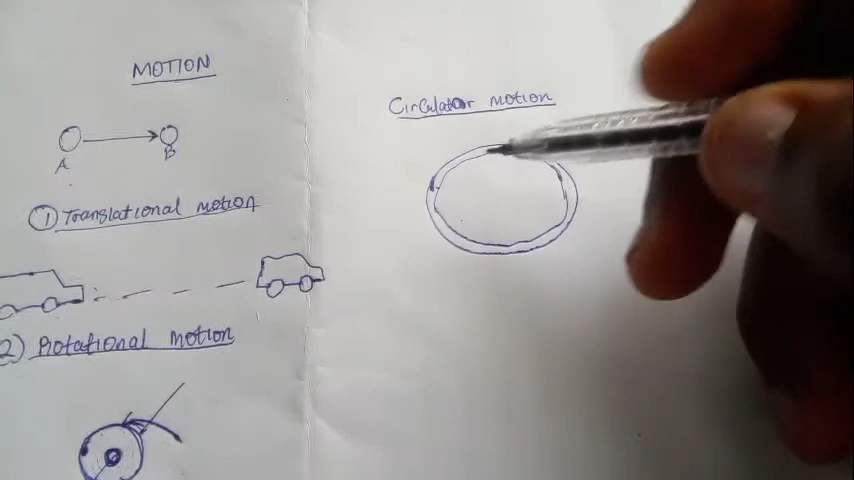 MOTION
A
B
① Translational motion
2) Rotational motion
Circulator motion